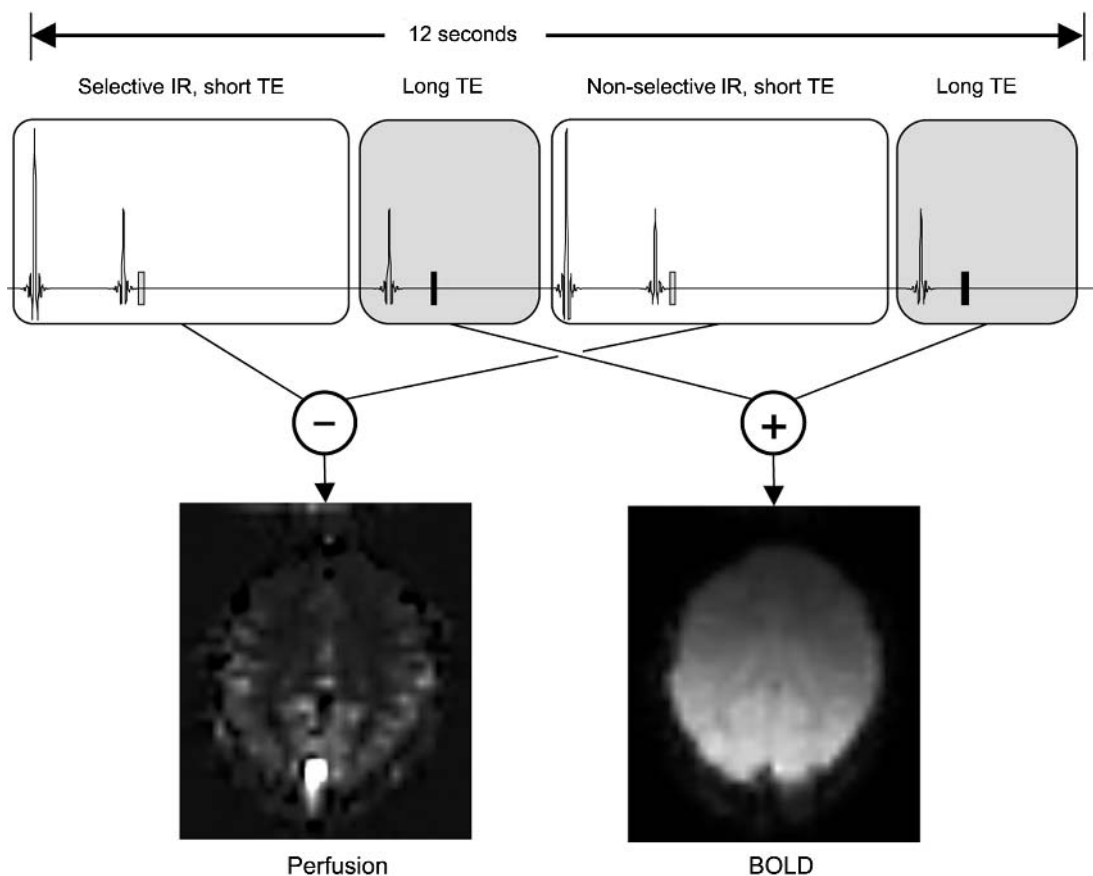 12 seconds
Selective IR, short TE
Long TE
Non-selective IR, short TE
Long TE
−
+
Perfusion
BOLD